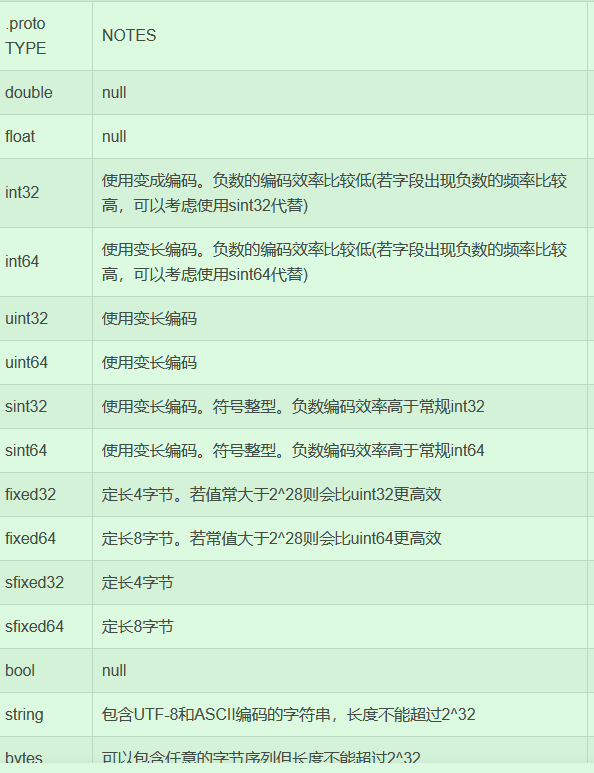 .proto NOTES
TYPE
double null
float null
int32 使用变成编码。负数的编码效率比较低(若字段出现负数的频率比较
高，可以考虑使用sint32代替)
int64 使用变长编码。负数的编码效率比较低(若字段出现负数的频率比较
高，可以考虑使用sint64代替)
uint32 使用变长编码
uint64 使用变长编码
sint32 使用变长编码。符号整型。负数编码效率高于常规int32
sint64 使用变长编码。符号整型。负数编码效率高于常规int64
fixed32 定长4字节。若值常大于2^28则会比uint32更高效
fixed64 定长8字节。若常值大于2^28则会比uint64更高效
sfixed32 定长4字节
sfixed64 定长8字节
bool null
string 包含UTF-8和ASCII编码的字符串，长度不能超过2^32
bytes 可以包含任意的字节序列但长度不能超过2^32